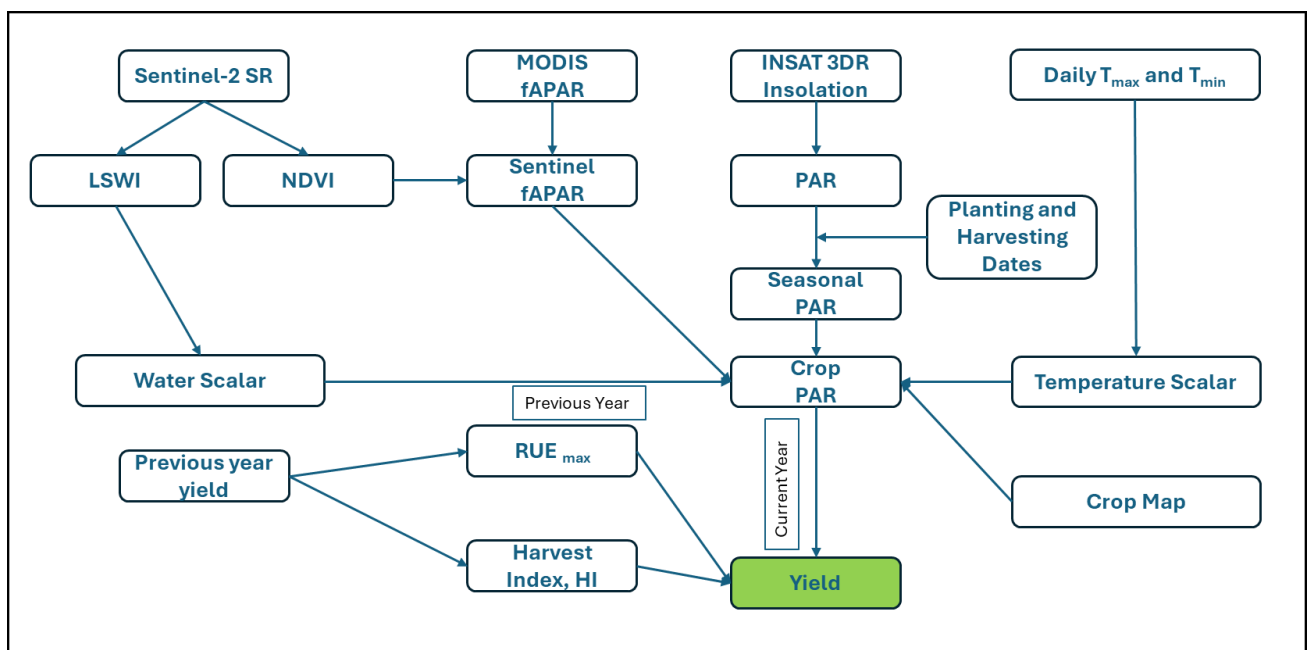 Sentinel-2 SR
MODIS
fAPAR
INSAT 3DR
Insolation
Daily Tmax and Tmin
LSWI
NDVI
Sentinel
fAPAR
PAR
Planting and
Harvesting
Dates
Seasonal
PAR
Water Scalar
Crop
PAR
Temperature Scalar
Previous Year
Previous year
yield
RUE max
Current Year
Crop Map
Harvest
Index, HI
Yield